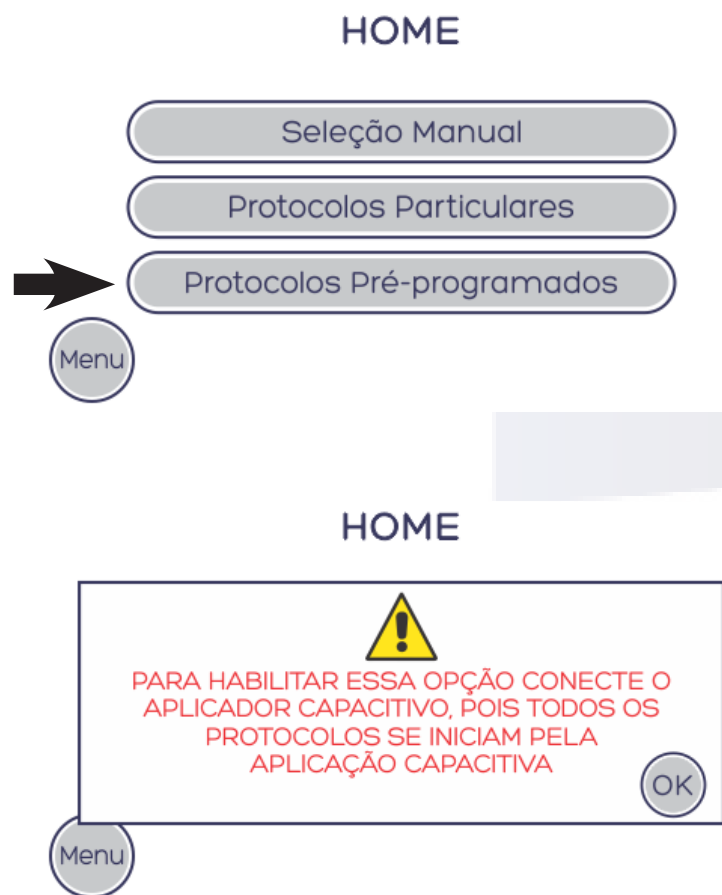 HOME
Seleção Manual
Protocolos Particulares
Protocolos Pré-programados
Menu
HOME
PARA HABILITAR ESSA OPÇÃO CONECTE O
APLICADOR CAPACITIVO, POIS TODOS OS
PROTOCOLOS SE INICIAM PELA
APLICAÇÃO CAPACITIVA
OK
Menu